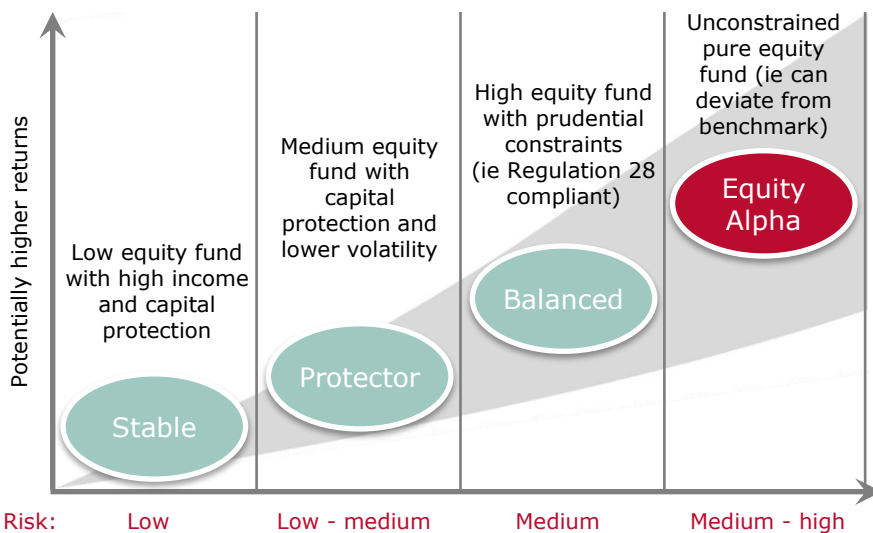 Potentially higher returns
Low equity fund
with high income
and capital
protection
Stable
Medium equity
fund with
capital
protection and
lower volatility
Protector
High equity fund
with prudential
constraints
(ie Regulation 28
compliant)
Balanced
Unconstrained
pure equity
fund (ie can
deviate from
benchmark)
Equity
Alpha
Risk: Low Low - medium Medium Medium - high